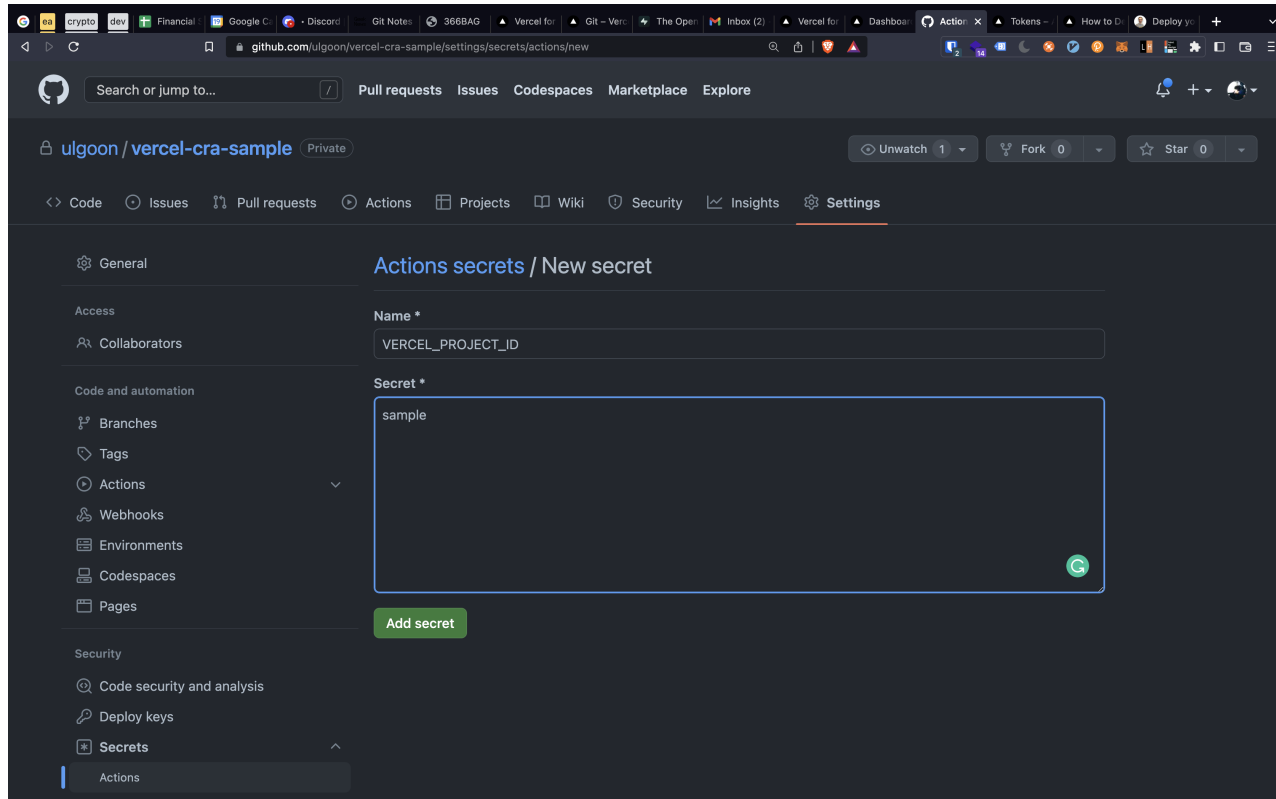 ea crypto dev Financial Google Ca · Discord Git Notes 366BAG Vercel for Git – Verc The Open Inbox (2) Vercel for Dashboar Action Tokens – How to De Deploy yo
github.com/ulgoon/vercel-cra-sample/settings/secrets/actions/new
2 14
Search or jump to... / Pull requests Issues Codespaces Marketplace Explore
ulgoon / vercel-cra-sample Private Unwatch 1 Fork 0 Star 0
Code Issues Pull requests Actions Projects Wiki Security Insights Settings
General
Access
Collaborators
Code and automation
Branches
Tags
Actions
Webhooks
Environments
Codespaces
Pages
Security
Code security and analysis
Deploy keys
Secrets
Actions
Actions secrets / New secret
Name *
VERCEL_PROJECT_ID
Secret *
sample
Add secret